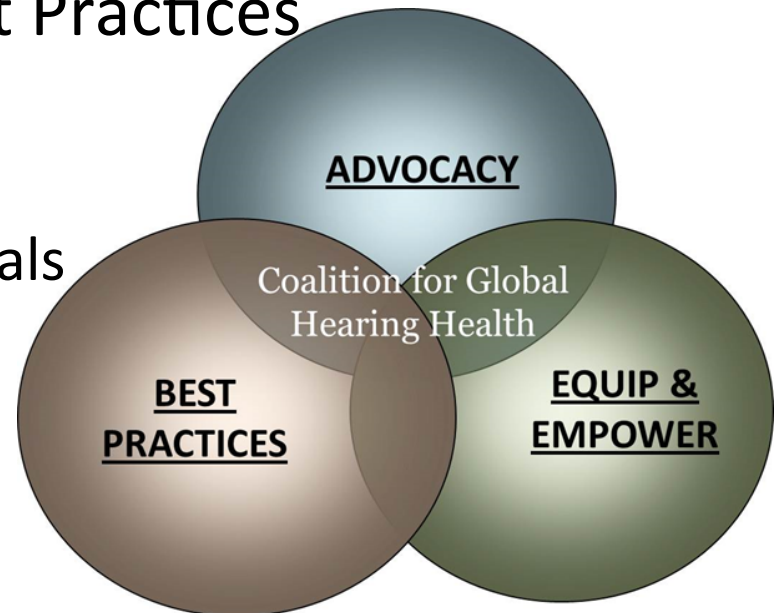 t Practices
ADVOCACY
als
Coalition for Global
Hearing Health
BEST
PRACTICES
EQUIP &
EMPOWER